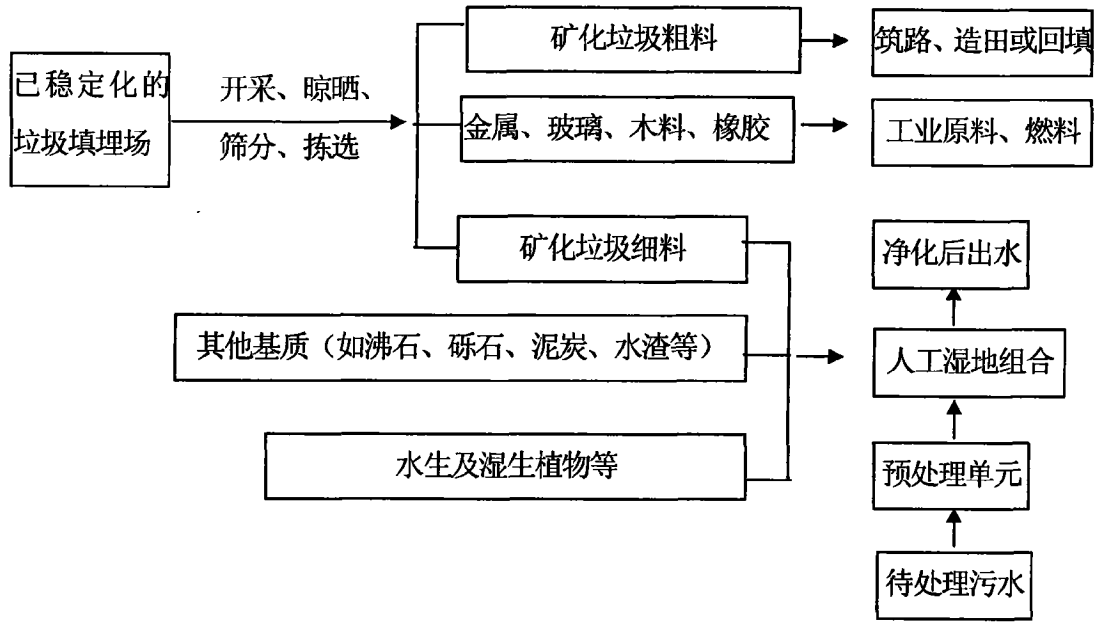 已稳定化的
垃圾填埋场
开采、晾晒、
筛分、拣选
矿化垃圾粗料
筑路、造田或回填
金属、玻璃、木料、橡胶
工业原料、燃料
矿化垃圾细料
其他基质（如沸石、砾石、泥炭、水渣等）
水生及湿生植物等
净化后出水
人工湿地组合
预处理单元
待处理污水